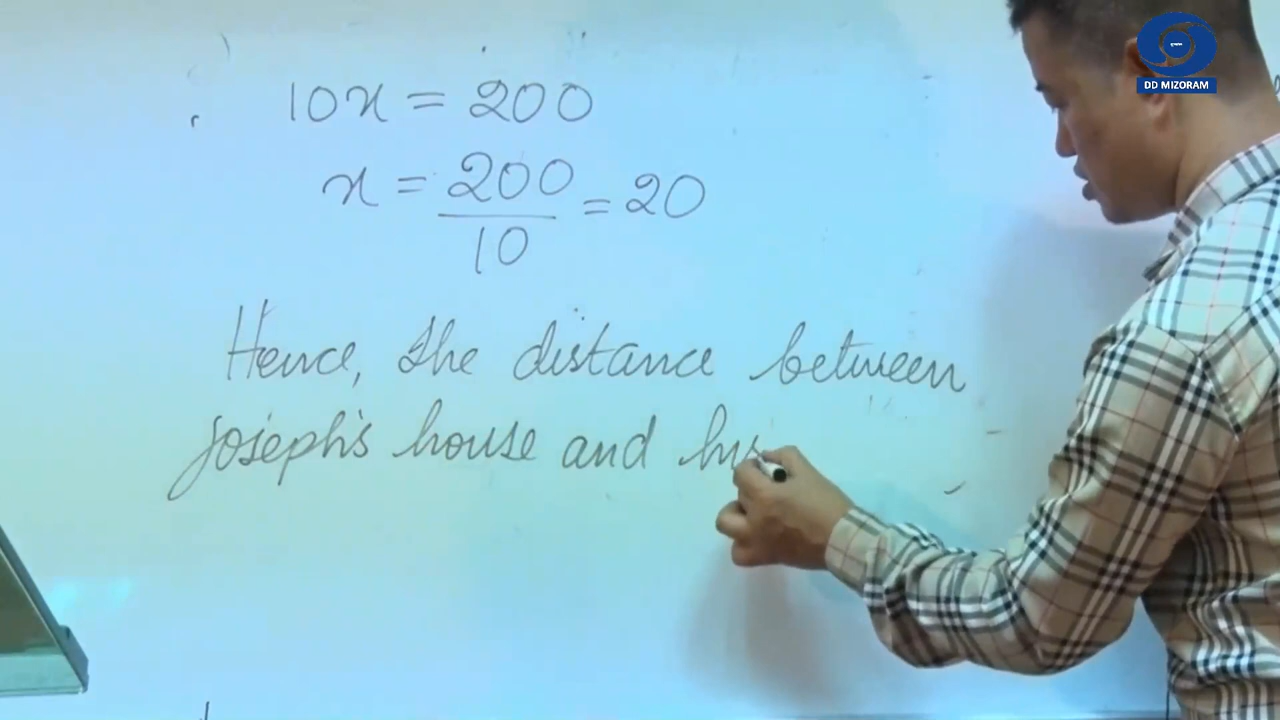 DD MIZORAM
10x = 200
x = 200/10 = 20
Hence, the distance between
Joseph's house and his